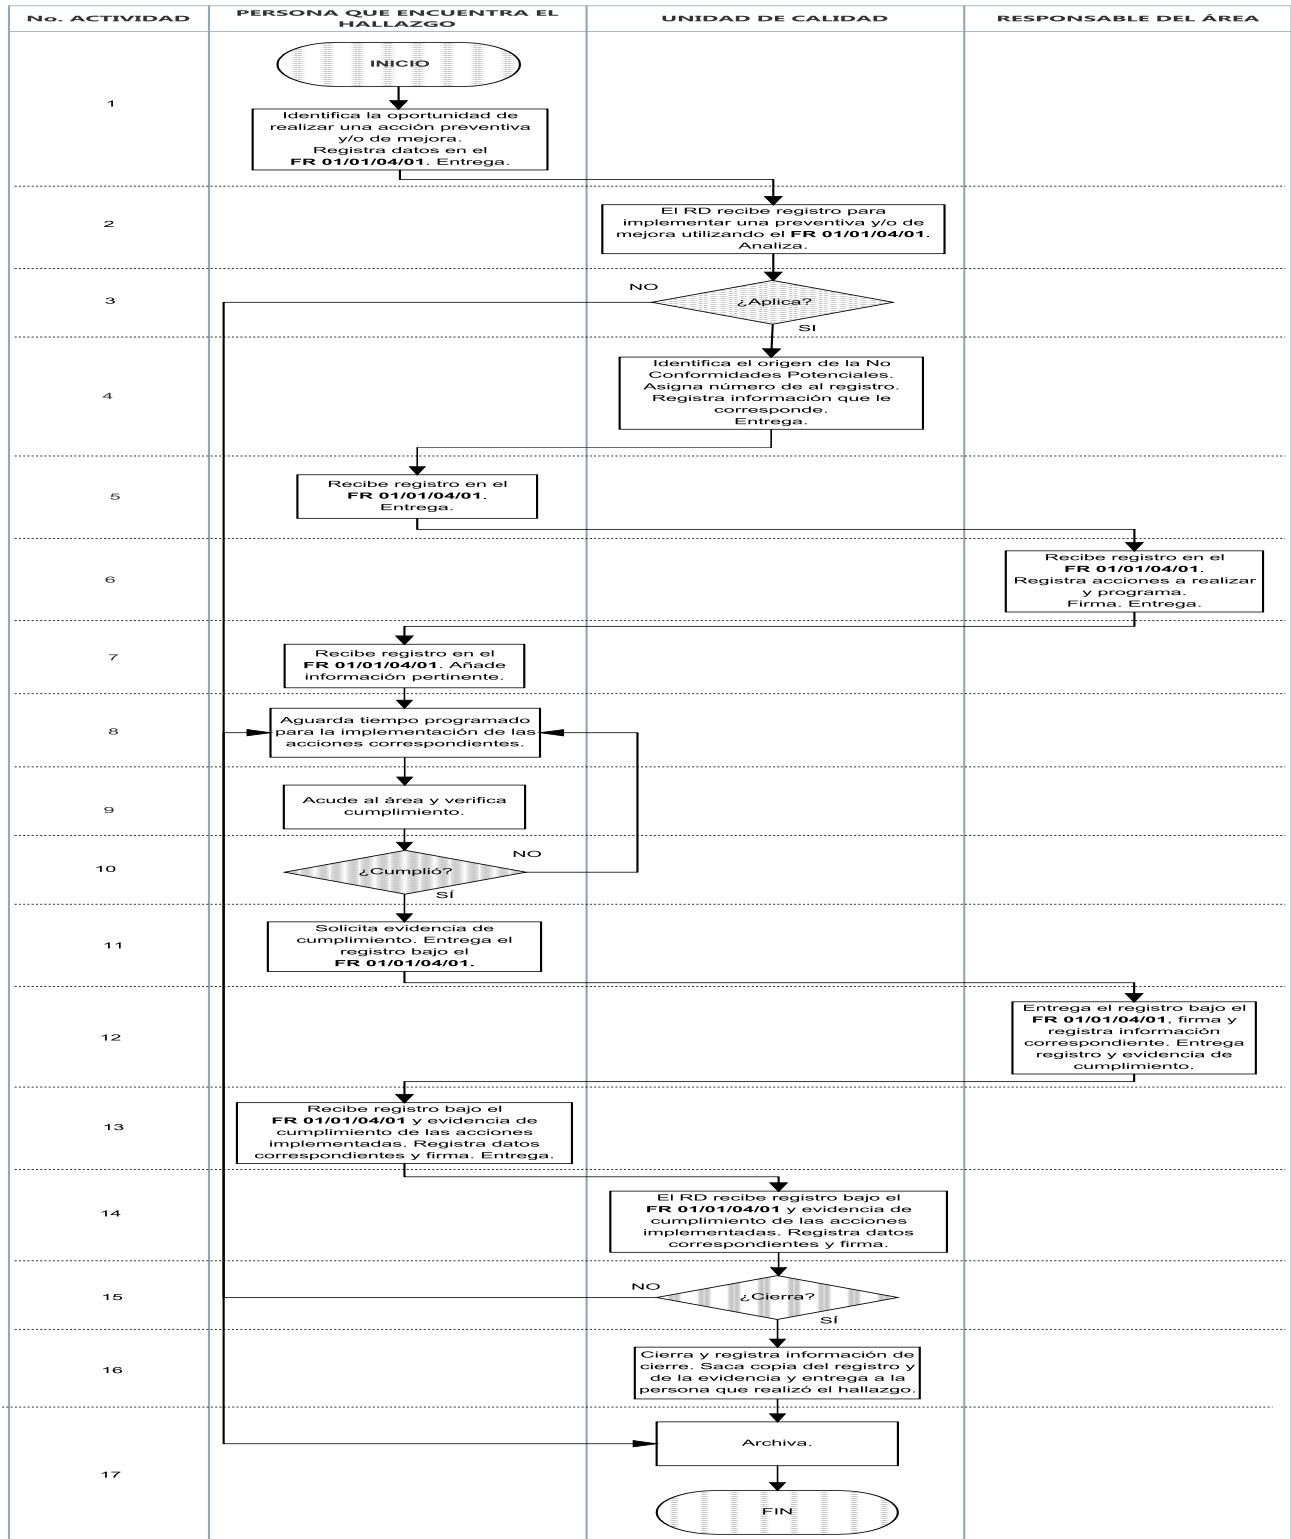 No. ACTIVIDAD
PERSONA QUE ENCUENTRA EL
HALLAZGO
UNIDAD DE CALIDAD
RESPONSABLE DEL ÁREA
INICIO
1
Identifica la oportunidad de
realizar una acción preventiva
y/o de mejora.
Registra datos en el
FR 01/01/04/01. Entrega.
2
El RD recibe registro para
implementar una preventiva y/o de
mejora utilizando el FR 01/01/04/01.
Analiza.
NO
3
¿Aplica?
SI
4
Identifica el origen de la No
Conformidades Potenciales.
Asigna número de al registro.
Registra información que le
corresponde.
Entrega.
5
Recibe registro en el
FR 01/01/04/01.
Entrega.
6
Recibe registro en el
FR 01/01/04/01.
Registra acciones a realizar
y programa.
Firma. Entrega.
7
Recibe registro en el
FR 01/01/04/01. Añade
información pertinente.
8
Aguarda tiempo programado
para la implementación de las
acciones correspondientes.
9
Acude al área y verifica
cumplimiento.
NO
10
¿Cumplió?
SÍ
11
Solicita evidencia de
cumplimiento. Entrega el
registro bajo el
FR 01/01/04/01.
12
Entrega el registro bajo el
FR 01/01/04/01, firma y
registra información
correspondiente. Entrega
registro y evidencia de
cumplimiento.
13
Recibe registro bajo el
FR 01/01/04/01 y evidencia de
cumplimiento de las acciones
implementadas. Registra datos
correspondientes y firma. Entrega.
14
El RD recibe registro bajo el
FR 01/01/04/01 y evidencia de
cumplimiento de las acciones
implementadas. Registra datos
correspondientes y firma.
NO
15
¿Cierra?
SÍ
16
Cierra y registra información de
cierre. Saca copia del registro y
de la evidencia y entrega a la
persona que realizó el hallazgo.
Archiva.
17
FIN